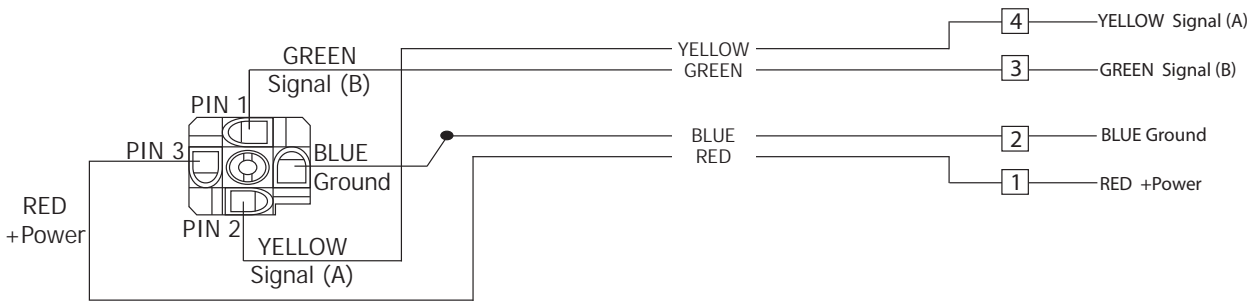 4 YELLOW Signal (A)
YELLOW
GREEN
Signal (B)
GREEN
3 GREEN Signal (B)
PIN 1
BLUE
2 BLUE Ground
PIN 3
BLUE
Ground
RED
1 RED +Power
RED
+Power
PIN 2
YELLOW
Signal (A)